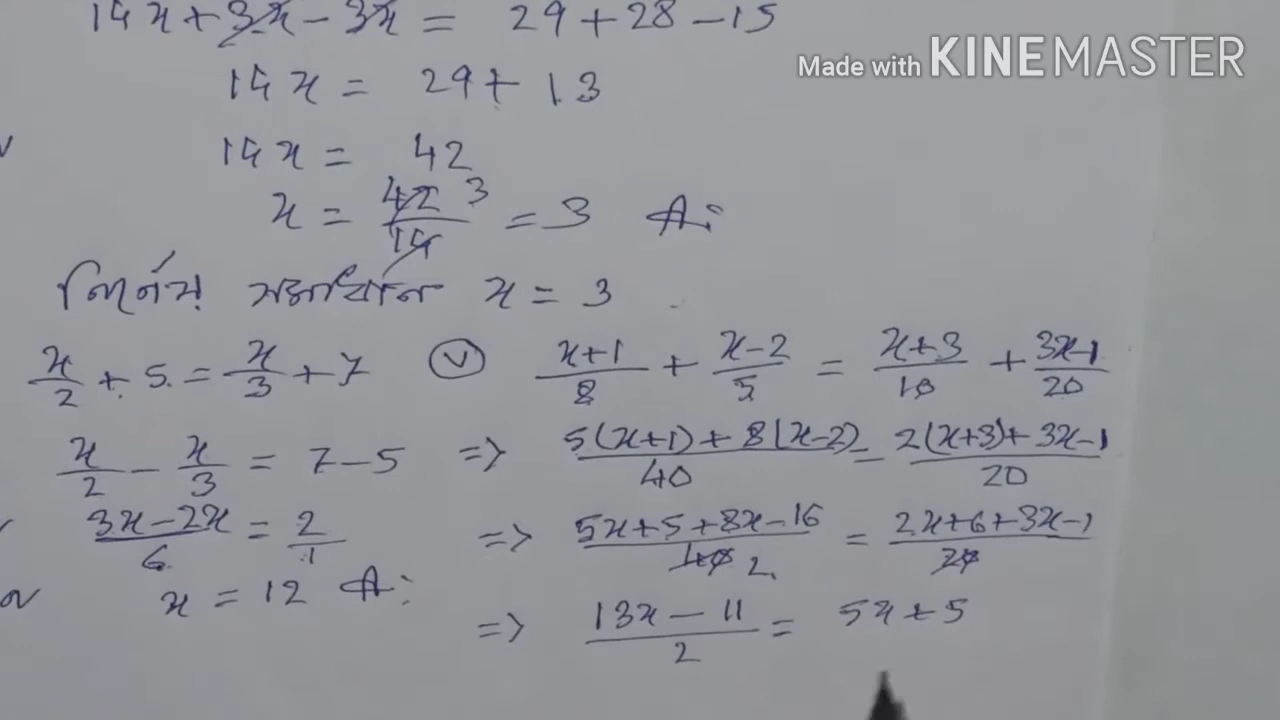 14x + 3x - 3x = 29 + 28 - 15
Made with KINEMASTER
14x = 29 + 13
14x = 42
x = 42/14 3 = 3 A:
নির্ণেয় সমাধান x = 3
x/2 + 5 = x/3 + 7
x/2 - x/3 = 7 - 5
(3x - 2x)/6 = 2/1
x = 12 A:
(v) (x+1)/8 + (x-2)/5 = (x+3)/10 + (3x-1)/20
=> (5(x+1) + 8(x-2))/40 = (2(x+3) + 3x-1)/20
=> (5x+5+8x-16)/40 2 = (2x+6+3x-1)/20
=> (13x - 11)/2 = 5x + 5